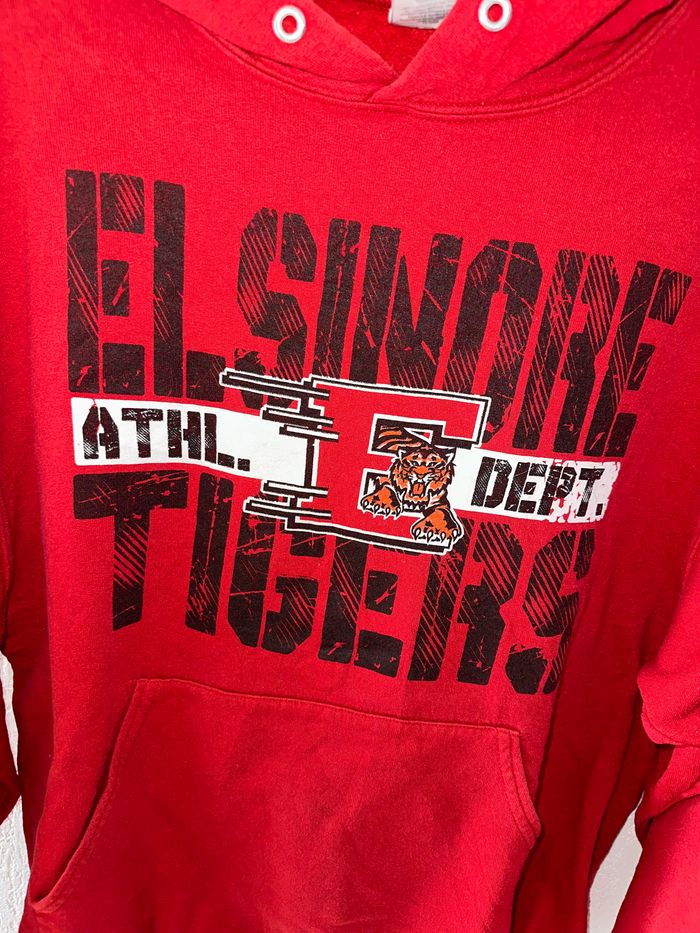 ELSINORE
ATHL. E DEPT.
TIGERS